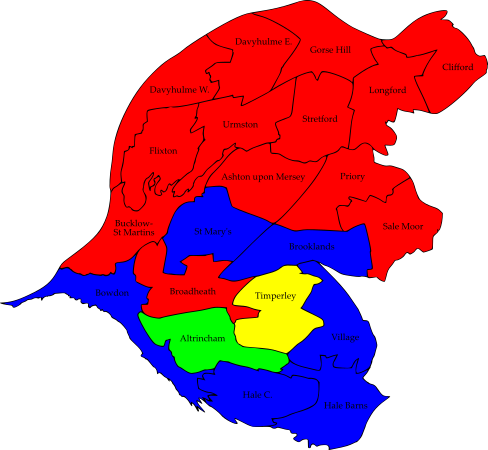 Davyhulme E.
Gorse Hill
Clifford
Davyhulme W.
Longford
Urmston
Stretford
Flixton
Ashton upon Mersey
Priory
Bucklow-
St Martins
St Mary's
Sale Moor
Brooklands
Bowdon
Broadheath
Timperley
Altrincham
Village
Hale C.
Hale Barns